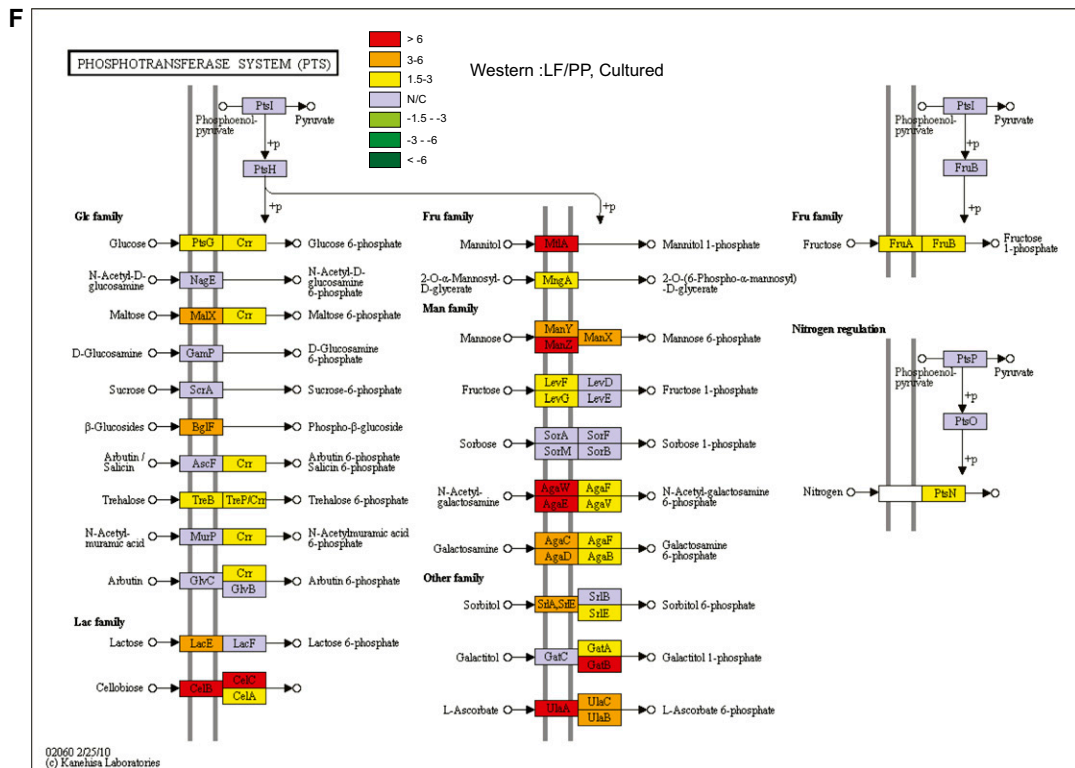 F
PHOSPHOTRANSFERASE SYSTEM (PTS)
> 6
3-6
1.5-3
N/C
-1.5 - -3
-3 - -6
< -6
Western :LF/PP, Cultured
PtsI
Phosphoenol-
pyruvate
Pyruvate
+p
PtsH
+p
+p
Glc family
Glucose
PtsG
Crr
Glucose 6-phosphate
N-Acetyl-D-
glucosamine
NagE
N-Acetyl-D-
glucosamine
6-phosphate
Maltose
MalX
Crr
Maltose 6-phosphate
D-Glucosamine
GamP
D-Glucosamine
6-phosphate
Sucrose
ScrA
Sucrose-6-phosphate
β-Glucosides
BglF
Phospho-β-glucoside
Arbutin /
Salicin
AscF
Crr
Arbutin 6-phosphate
Salicin 6-phosphate
Trehalose
TreB
TreP/Crr
Trehalose 6-phosphate
N-Acetyl-
muramic acid
MurP
Crr
N-Acetylmuramic acid
6-phosphate
Arbutin
GlvC
Crr
GlvB
Arbutin 6-phosphate
Lac family
Lactose
LacE
LacF
Lactose 6-phosphate
Cellobiose
CelB
CelC
CelA
Fru family
Mannitol
MtlA
Mannitol 1-phosphate
2-O-α-Mannosyl-
D-glycerate
MngA
2-O-(6-Phospho-α-mannosyl)
-D-glycerate
Man family
Mannose
ManY
ManZ
ManX
Mannose 6-phosphate
Fructose
LevF
LevD
LevG
LevE
Fructose 1-phosphate
Sorbose
SorA
SorF
SorM
SorB
Sorbose 1-phosphate
N-Acetyl-
galactosamine
AgaW
AgaF
AgaE
AgaV
N-Acetyl-galactosamine
6-phosphate
Galactosamine
AgaC
AgaF
AgaD
AgaB
Galactosamine
6-phosphate
Other family
Sorbitol
SrlA,SrlE
SrlB
SrlE
Sorbitol 6-phosphate
Galactitol
GatC
GatA
GatB
Galactitol 1-phosphate
L-Ascorbate
UlaA
UlaC
UlaB
L-Ascorbate 6-phosphate
PtsI
Phosphoenol-
pyruvate
Pyruvate
+p
FruB
+p
Fru family
Fructose
FruA
FruB
Fructose
1-phosphate
Nitrogen regulation
PtsP
Phosphoenol-
pyruvate
Pyruvate
+p
PtsO
+p
Nitrogen
PtsN
02060 2/25/10
(c) Kanehisa Laboratories